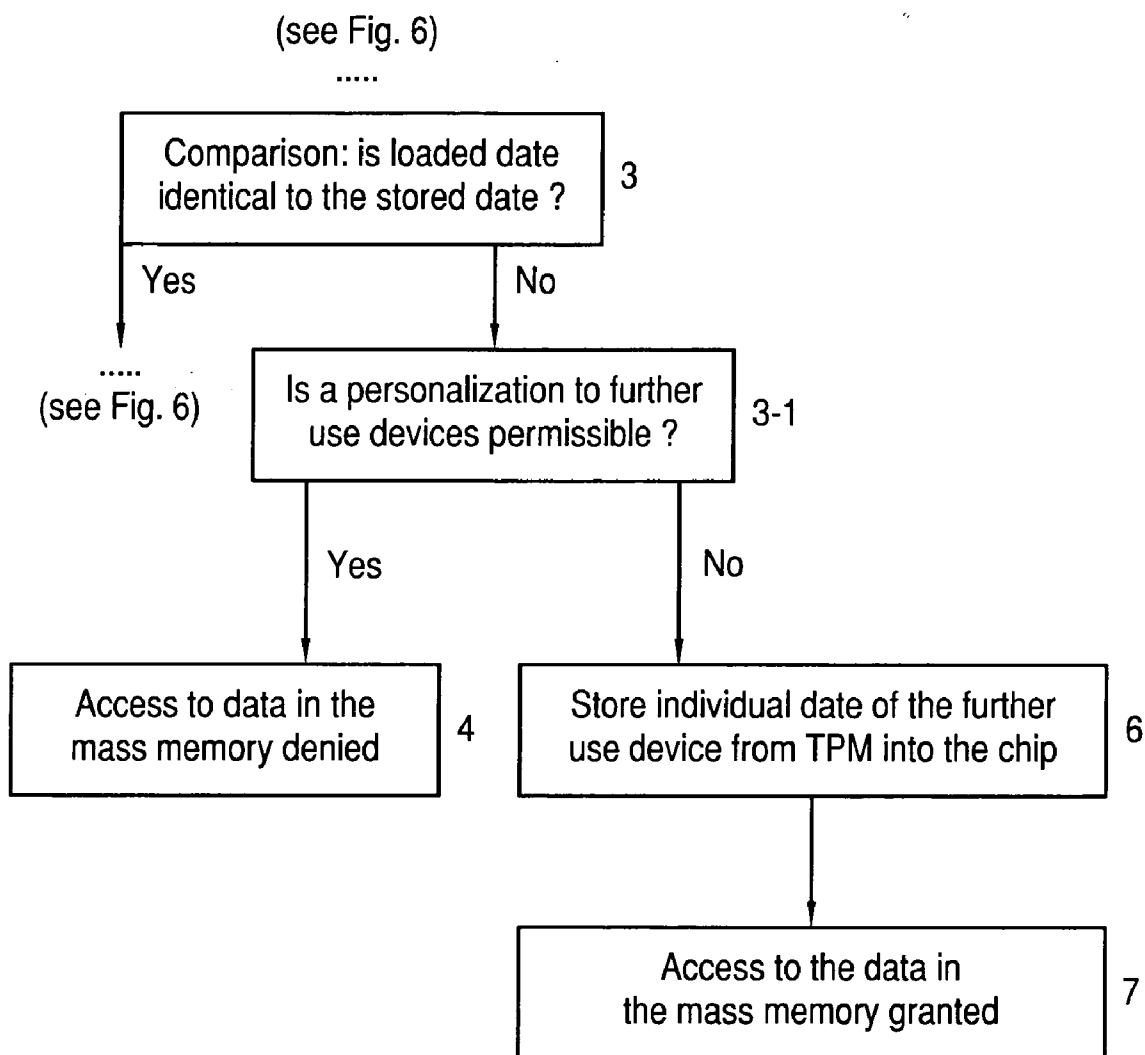 (see Fig. 6)
.....
Comparison: is loaded date
identical to the stored date ?
3
Yes
No
.....
(see Fig. 6)
Is a personalization to further
use devices permissible ?
3-1
Yes
No
Access to data in the
mass memory denied
4
Store individual date of the further
use device from TPM into the chip
6
Access to the data in
the mass memory granted
7